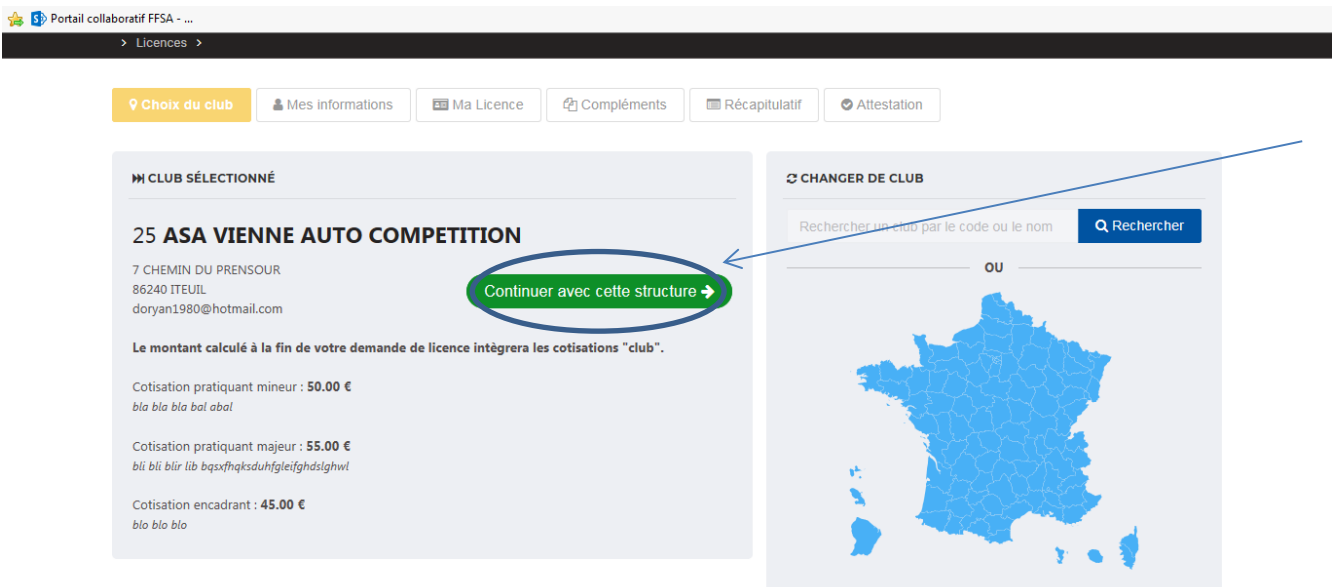 Portail collaboratif FFSA - ...
> Licences >
Choix du club
Mes informations
Ma Licence
Compléments
Récapitulatif
Attestation
CLUB SÉLECTIONNÉ
25 ASA VIENNE AUTO COMPETITION
7 CHEMIN DU PRENSOUR
86240 ITEUIL
doryan1980@hotmail.com
Continuer avec cette structure
Le montant calculé à la fin de votre demande de licence intègrera les cotisations "club".
Cotisation pratiquant mineur : 50.00 €
bla bla bla bal abal
Cotisation pratiquant majeur : 55.00 €
bli bli blir lib bqsxfhqksduhfgleifghdslghwl
Cotisation encadrant : 45.00 €
blo blo blo
CHANGER DE CLUB
Rechercher un club par le code ou le nom
Rechercher
OU